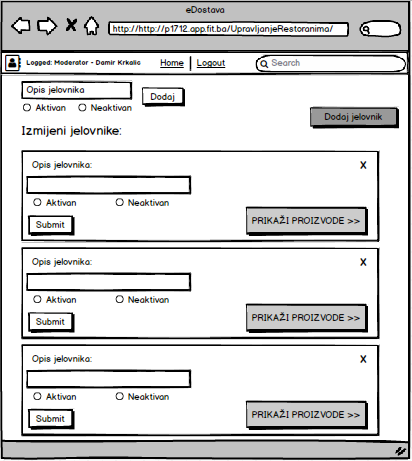 eDostava
http://http://p1712.app.fit.ba/UpravljanjeRestoranima/
Logged: Moderator - Damir Krkalic Home Logout Search
Opis jelovnika Dodaj
Aktivan Neaktivan
Dodaj jelovnik
Izmijeni jelovnike:
Opis jelovnika: X
Aktivan Neaktivan
Submit PRIKAŽI PROIZVODE >>
Opis jelovnika: X
Aktivan Neaktivan
Submit PRIKAŽI PROIZVODE >>
Opis jelovnika: X
Aktivan Neaktivan
Submit PRIKAŽI PROIZVODE >>